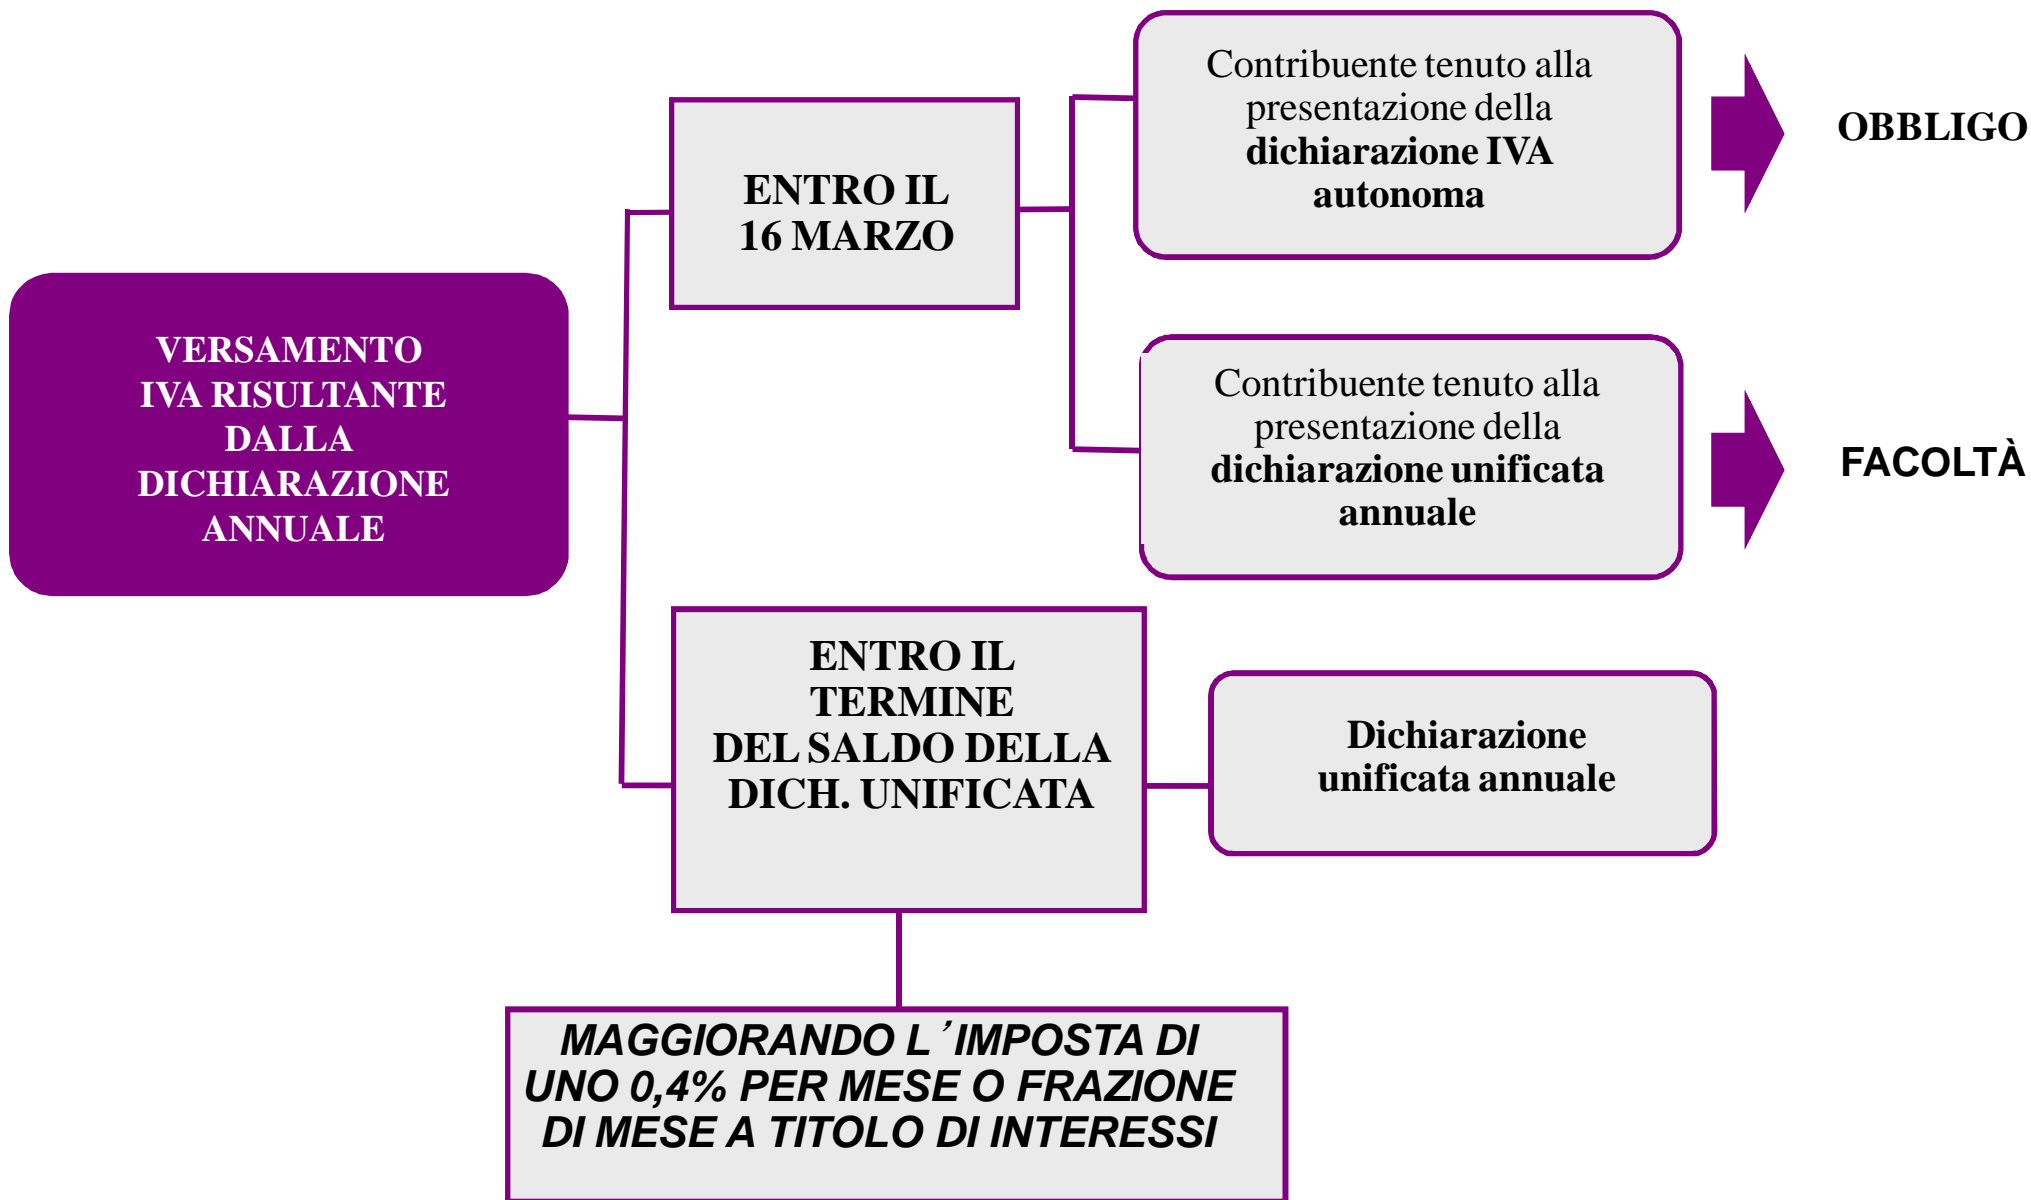 VERSAMENTO
IVA RISULTANTE
DALLA
DICHIARAZIONE
ANNUALE
ENTRO IL
16 MARZO
Contribuente tenuto alla
presentazione della
dichiarazione IVA
autonoma
OBBLIGO
Contribuente tenuto alla
presentazione della
dichiarazione unificata
annuale
FACOLTÀ
ENTRO IL
TERMINE
DEL SALDO DELLA
DICH. UNIFICATA
Dichiarazione
unificata annuale
MAGGIORANDO L ’IMPOSTA DI
UNO 0,4% PER MESE O FRAZIONE
DI MESE A TITOLO DI INTERESSI